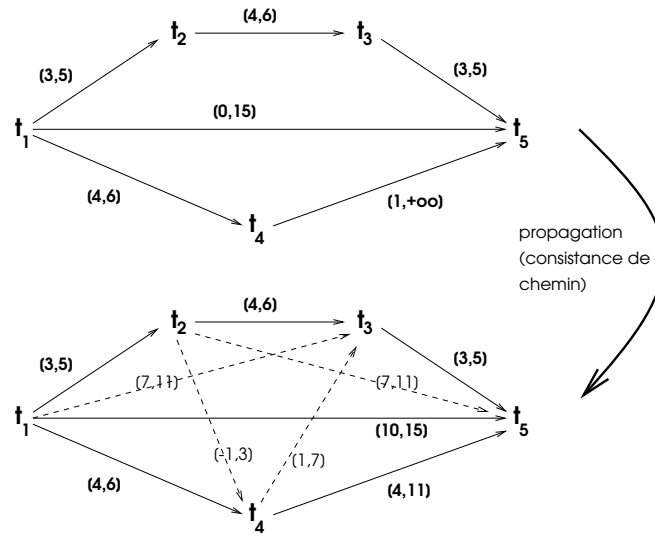 (4,6)
t2
t3
(3,5)
(3,5)
(0,15)
t1
t5
(4,6)
(1,+oo)
t4
propagation
(consistance de
chemin)
(4,6)
t2
t3
(3,5)
(3,5)
(7,11)
(7,11)
t1
t5
(10,15)
(-1,3)
(1,7)
(4,6)
(4,11)
t4